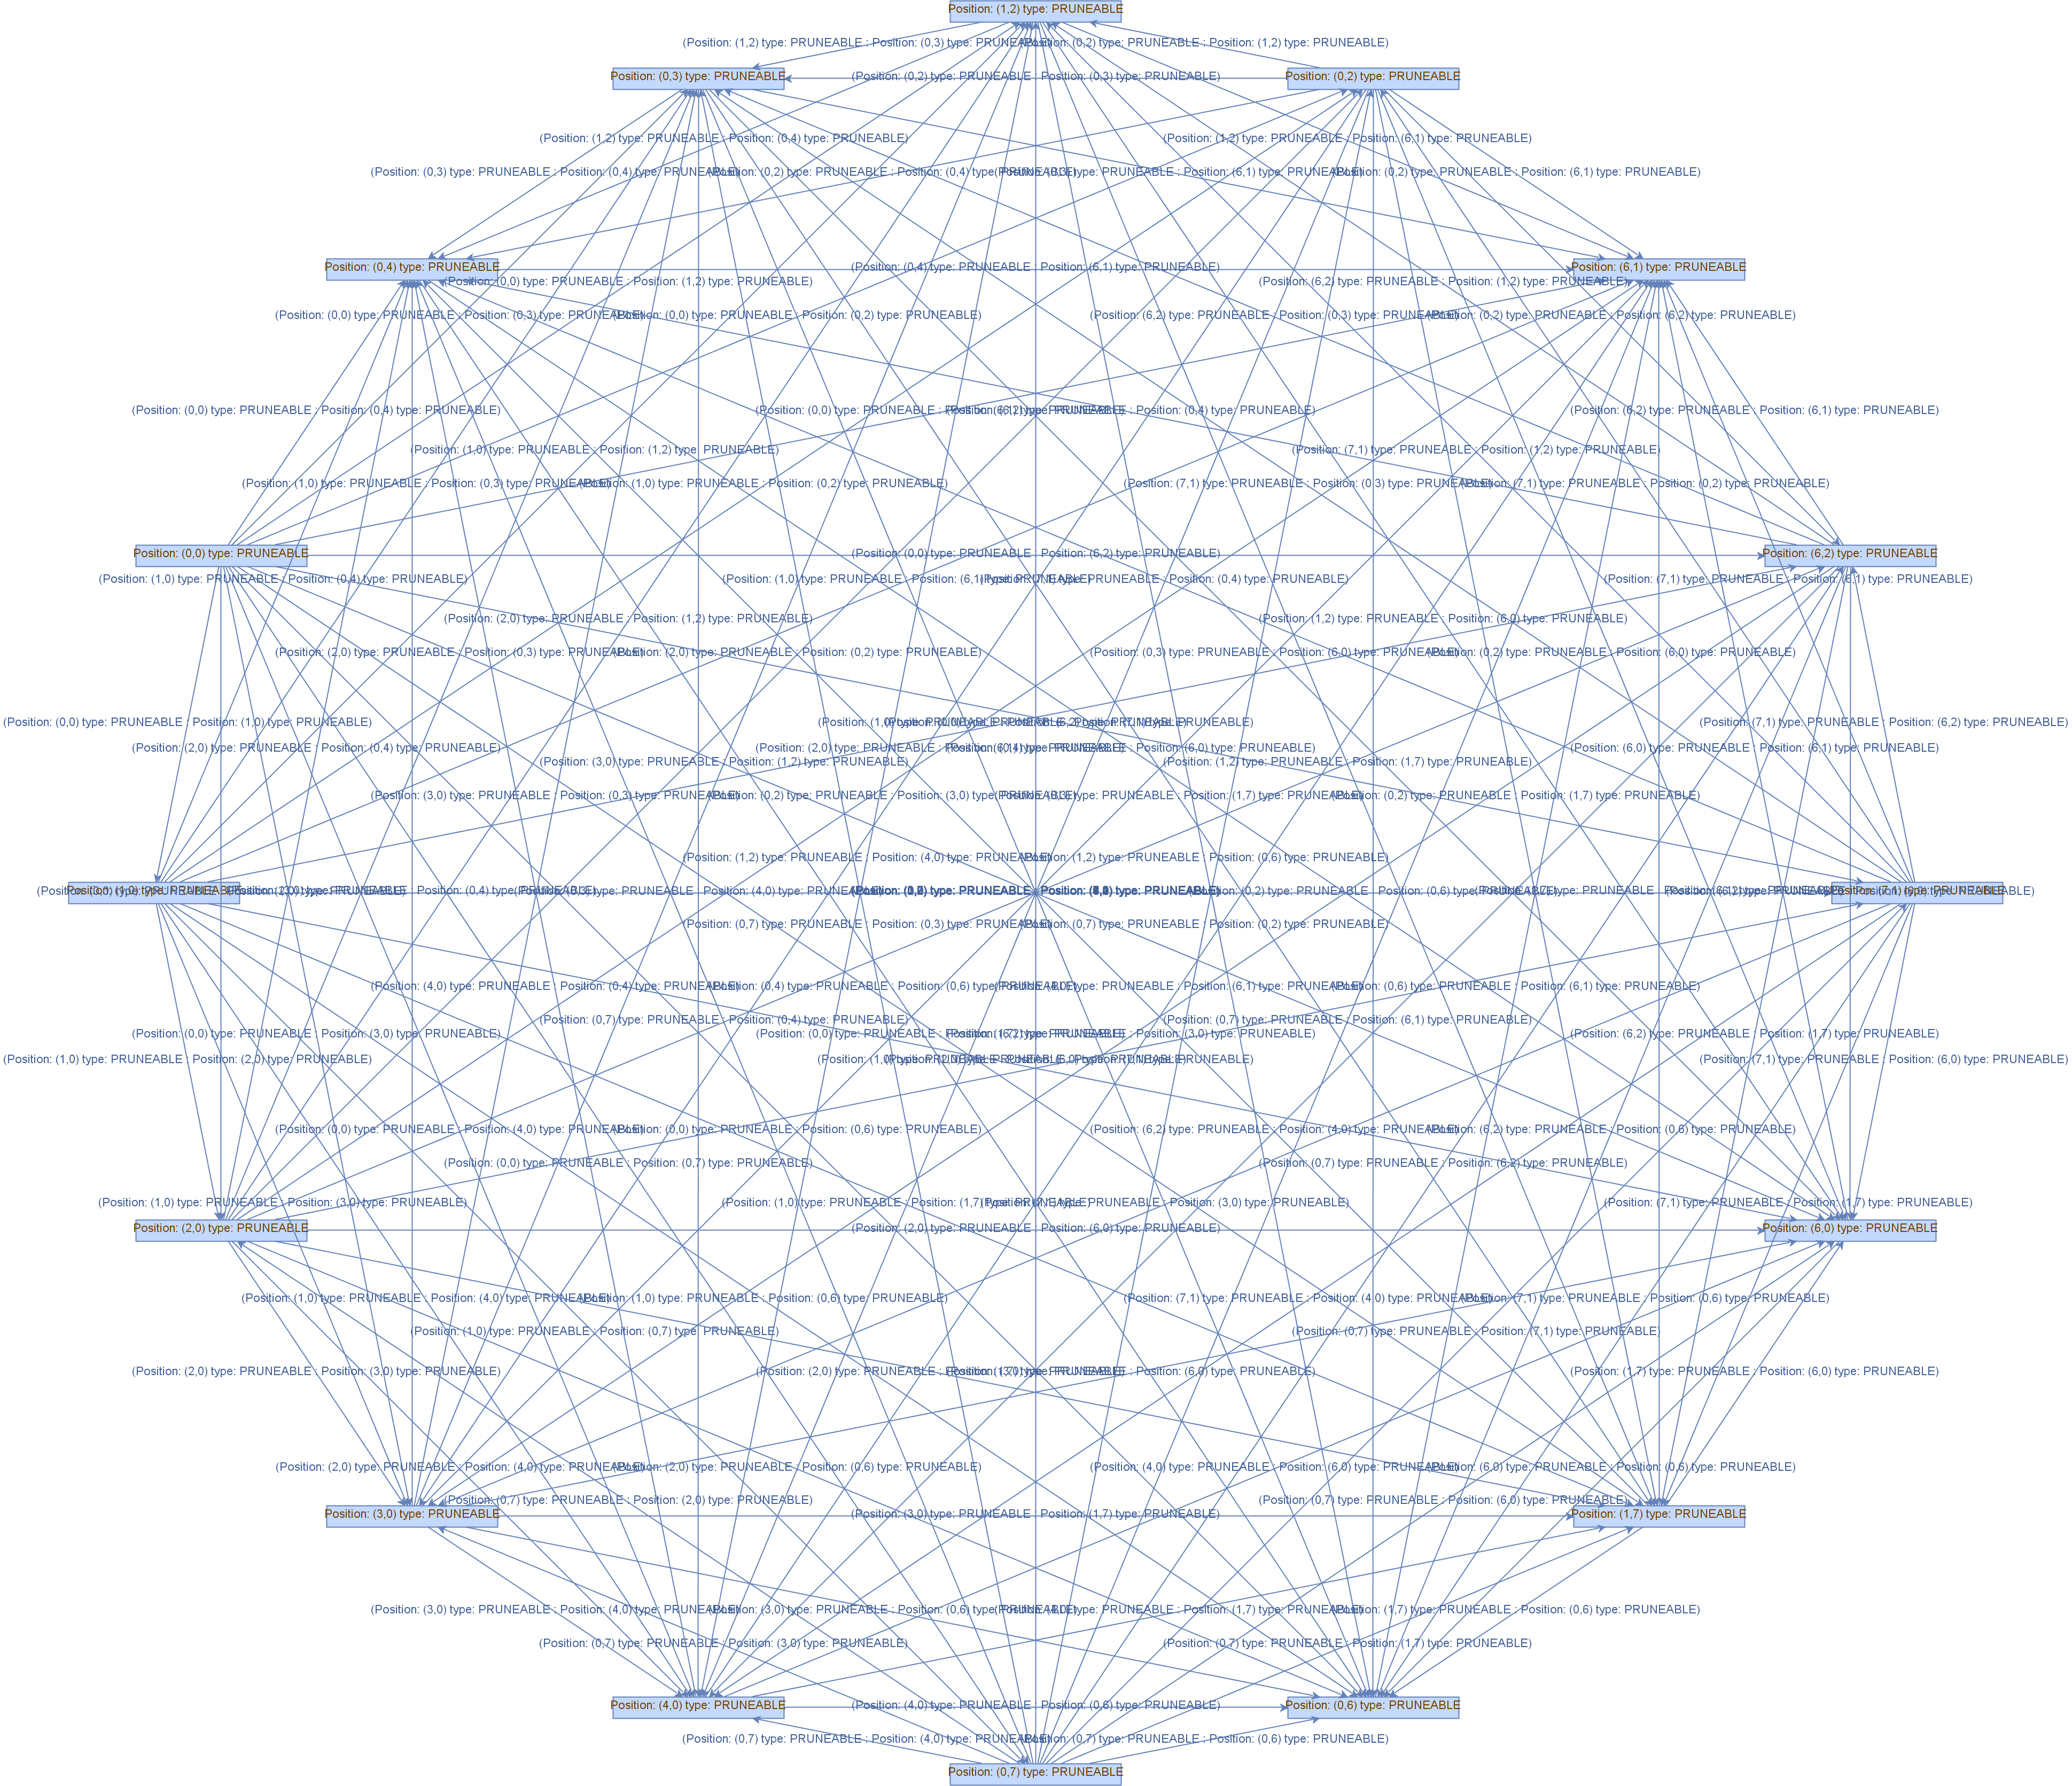 Position: (1,2) type: PRUNEABLE
(Position: (1,2) type: PRUNEABLE : Position: (0,3) type: PRUNEABLE)
(Position: (0,2) type: PRUNEABLE : Position: (1,2) type: PRUNEABLE)
Position: (0,3) type: PRUNEABLE
(Position: (0,2) type: PRUNEABLE : Position: (0,3) type: PRUNEABLE)
Position: (0,2) type: PRUNEABLE
(Position: (1,2) type: PRUNEABLE : Position: (0,4) type: PRUNEABLE)
(Position: (1,2) type: PRUNEABLE : Position: (6,1) type: PRUNEABLE)
(Position: (0,3) type: PRUNEABLE : Position: (0,4) type: PRUNEABLE)
(Position: (0,2) type: PRUNEABLE : Position: (0,4) type: PRUNEABLE)
(Position: (0,3) type: PRUNEABLE : Position: (6,1) type: PRUNEABLE)
(Position: (0,2) type: PRUNEABLE : Position: (6,1) type: PRUNEABLE)
Position: (0,4) type: PRUNEABLE
(Position: (0,4) type: PRUNEABLE : Position: (6,1) type: PRUNEABLE)
Position: (6,1) type: PRUNEABLE
(Position: (0,0) type: PRUNEABLE : Position: (1,2) type: PRUNEABLE)
(Position: (6,2) type: PRUNEABLE : Position: (1,2) type: PRUNEABLE)
(Position: (0,0) type: PRUNEABLE : Position: (0,3) type: PRUNEABLE)
(Position: (0,0) type: PRUNEABLE : Position: (0,2) type: PRUNEABLE)
(Position: (6,2) type: PRUNEABLE : Position: (0,3) type: PRUNEABLE)
(Position: (0,2) type: PRUNEABLE : Position: (6,2) type: PRUNEABLE)
(Position: (0,0) type: PRUNEABLE : Position: (0,4) type: PRUNEABLE)
(Position: (0,0) type: PRUNEABLE : Position: (6,1) type: PRUNEABLE)
(Position: (6,2) type: PRUNEABLE : Position: (0,4) type: PRUNEABLE)
(Position: (6,2) type: PRUNEABLE : Position: (6,1) type: PRUNEABLE)
(Position: (1,0) type: PRUNEABLE : Position: (1,2) type: PRUNEABLE)
(Position: (7,1) type: PRUNEABLE : Position: (1,2) type: PRUNEABLE)
(Position: (1,0) type: PRUNEABLE : Position: (0,3) type: PRUNEABLE)
(Position: (1,0) type: PRUNEABLE : Position: (0,2) type: PRUNEABLE)
(Position: (7,1) type: PRUNEABLE : Position: (0,3) type: PRUNEABLE)
(Position: (7,1) type: PRUNEABLE : Position: (0,2) type: PRUNEABLE)
Position: (0,0) type: PRUNEABLE
(Position: (0,0) type: PRUNEABLE : Position: (6,2) type: PRUNEABLE)
Position: (6,2) type: PRUNEABLE
(Position: (1,0) type: PRUNEABLE : Position: (0,4) type: PRUNEABLE)
(Position: (1,0) type: PRUNEABLE : Position: (6,1) type: PRUNEABLE)
(Position: (7,1) type: PRUNEABLE : Position: (0,4) type: PRUNEABLE)
(Position: (7,1) type: PRUNEABLE : Position: (6,1) type: PRUNEABLE)
(Position: (2,0) type: PRUNEABLE : Position: (1,2) type: PRUNEABLE)
(Position: (1,2) type: PRUNEABLE : Position: (6,0) type: PRUNEABLE)
(Position: (2,0) type: PRUNEABLE : Position: (0,3) type: PRUNEABLE)
(Position: (2,0) type: PRUNEABLE : Position: (0,2) type: PRUNEABLE)
(Position: (0,3) type: PRUNEABLE : Position: (6,0) type: PRUNEABLE)
(Position: (0,2) type: PRUNEABLE : Position: (6,0) type: PRUNEABLE)
(Position: (0,0) type: PRUNEABLE : Position: (1,0) type: PRUNEABLE)
(Position: (7,1) type: PRUNEABLE : Position: (6,2) type: PRUNEABLE)
(Position: (2,0) type: PRUNEABLE : Position: (0,4) type: PRUNEABLE)
(Position: (2,0) type: PRUNEABLE : Position: (6,1) type: PRUNEABLE)
(Position: (0,4) type: PRUNEABLE : Position: (6,0) type: PRUNEABLE)
(Position: (6,0) type: PRUNEABLE : Position: (6,1) type: PRUNEABLE)
(Position: (3,0) type: PRUNEABLE : Position: (1,2) type: PRUNEABLE)
(Position: (1,2) type: PRUNEABLE : Position: (1,7) type: PRUNEABLE)
(Position: (3,0) type: PRUNEABLE : Position: (0,3) type: PRUNEABLE)
(Position: (0,2) type: PRUNEABLE : Position: (3,0) type: PRUNEABLE)
(Position: (0,3) type: PRUNEABLE : Position: (1,7) type: PRUNEABLE)
(Position: (0,2) type: PRUNEABLE : Position: (1,7) type: PRUNEABLE)
(Position: (1,2) type: PRUNEABLE : Position: (4,0) type: PRUNEABLE)
(Position: (1,2) type: PRUNEABLE : Position: (0,6) type: PRUNEABLE)
Position: (1,0) type: PRUNEABLE
Position: (7,1) type: PRUNEABLE
(Position: (0,7) type: PRUNEABLE : Position: (0,3) type: PRUNEABLE)
(Position: (0,7) type: PRUNEABLE : Position: (0,2) type: PRUNEABLE)
(Position: (4,0) type: PRUNEABLE : Position: (0,4) type: PRUNEABLE)
(Position: (0,4) type: PRUNEABLE : Position: (0,6) type: PRUNEABLE)
(Position: (4,0) type: PRUNEABLE : Position: (6,1) type: PRUNEABLE)
(Position: (0,6) type: PRUNEABLE : Position: (6,1) type: PRUNEABLE)
(Position: (0,7) type: PRUNEABLE : Position: (0,4) type: PRUNEABLE)
(Position: (0,7) type: PRUNEABLE : Position: (6,1) type: PRUNEABLE)
(Position: (0,0) type: PRUNEABLE : Position: (3,0) type: PRUNEABLE)
(Position: (0,0) type: PRUNEABLE : Position: (1,7) type: PRUNEABLE)
(Position: (6,2) type: PRUNEABLE : Position: (3,0) type: PRUNEABLE)
(Position: (6,2) type: PRUNEABLE : Position: (1,7) type: PRUNEABLE)
(Position: (1,0) type: PRUNEABLE : Position: (2,0) type: PRUNEABLE)
(Position: (7,1) type: PRUNEABLE : Position: (6,0) type: PRUNEABLE)
(Position: (0,0) type: PRUNEABLE : Position: (4,0) type: PRUNEABLE)
(Position: (0,0) type: PRUNEABLE : Position: (0,6) type: PRUNEABLE)
(Position: (6,2) type: PRUNEABLE : Position: (4,0) type: PRUNEABLE)
(Position: (6,2) type: PRUNEABLE : Position: (0,6) type: PRUNEABLE)
(Position: (0,0) type: PRUNEABLE : Position: (0,7) type: PRUNEABLE)
(Position: (0,7) type: PRUNEABLE : Position: (6,2) type: PRUNEABLE)
(Position: (1,0) type: PRUNEABLE : Position: (3,0) type: PRUNEABLE)
(Position: (1,0) type: PRUNEABLE : Position: (1,7) type: PRUNEABLE)
(Position: (7,1) type: PRUNEABLE : Position: (3,0) type: PRUNEABLE)
(Position: (7,1) type: PRUNEABLE : Position: (1,7) type: PRUNEABLE)
Position: (2,0) type: PRUNEABLE
(Position: (2,0) type: PRUNEABLE : Position: (6,0) type: PRUNEABLE)
Position: (6,0) type: PRUNEABLE
(Position: (1,0) type: PRUNEABLE : Position: (4,0) type: PRUNEABLE)
(Position: (1,0) type: PRUNEABLE : Position: (0,6) type: PRUNEABLE)
(Position: (7,1) type: PRUNEABLE : Position: (4,0) type: PRUNEABLE)
(Position: (7,1) type: PRUNEABLE : Position: (0,6) type: PRUNEABLE)
(Position: (1,0) type: PRUNEABLE : Position: (0,7) type: PRUNEABLE)
(Position: (0,7) type: PRUNEABLE : Position: (7,1) type: PRUNEABLE)
(Position: (2,0) type: PRUNEABLE : Position: (3,0) type: PRUNEABLE)
(Position: (2,0) type: PRUNEABLE : Position: (1,7) type: PRUNEABLE)
(Position: (3,0) type: PRUNEABLE : Position: (6,0) type: PRUNEABLE)
(Position: (1,7) type: PRUNEABLE : Position: (6,0) type: PRUNEABLE)
(Position: (2,0) type: PRUNEABLE : Position: (4,0) type: PRUNEABLE)
(Position: (2,0) type: PRUNEABLE : Position: (0,6) type: PRUNEABLE)
(Position: (4,0) type: PRUNEABLE : Position: (6,0) type: PRUNEABLE)
(Position: (6,0) type: PRUNEABLE : Position: (0,6) type: PRUNEABLE)
(Position: (0,7) type: PRUNEABLE : Position: (2,0) type: PRUNEABLE)
(Position: (0,7) type: PRUNEABLE : Position: (6,0) type: PRUNEABLE)
Position: (3,0) type: PRUNEABLE
(Position: (3,0) type: PRUNEABLE : Position: (1,7) type: PRUNEABLE)
Position: (1,7) type: PRUNEABLE
(Position: (3,0) type: PRUNEABLE : Position: (4,0) type: PRUNEABLE)
(Position: (3,0) type: PRUNEABLE : Position: (0,6) type: PRUNEABLE)
(Position: (4,0) type: PRUNEABLE : Position: (1,7) type: PRUNEABLE)
(Position: (1,7) type: PRUNEABLE : Position: (0,6) type: PRUNEABLE)
(Position: (0,7) type: PRUNEABLE : Position: (3,0) type: PRUNEABLE)
(Position: (0,7) type: PRUNEABLE : Position: (1,7) type: PRUNEABLE)
Position: (4,0) type: PRUNEABLE
(Position: (4,0) type: PRUNEABLE : Position: (0,6) type: PRUNEABLE)
Position: (0,6) type: PRUNEABLE
(Position: (0,7) type: PRUNEABLE : Position: (4,0) type: PRUNEABLE)
(Position: (0,7) type: PRUNEABLE : Position: (0,6) type: PRUNEABLE)
Position: (0,7) type: PRUNEABLE